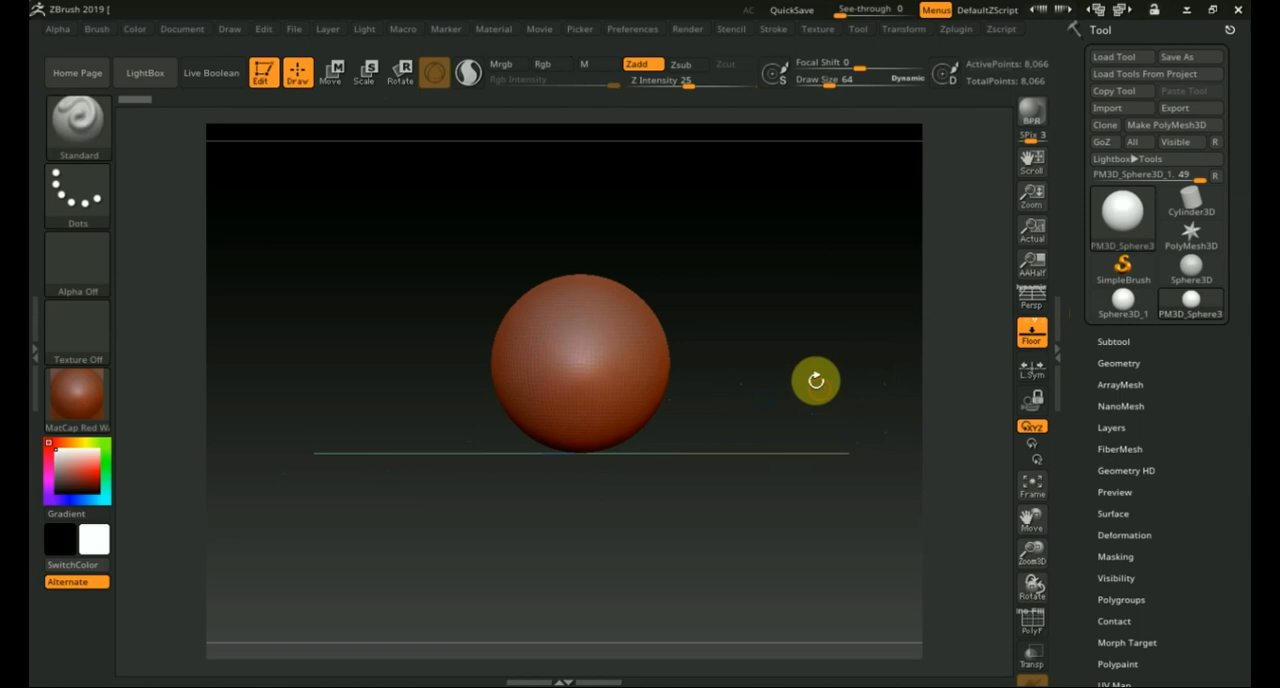 ZBrush 2019 [
AC QuickSave See-through 0 Menus DefaultZScript
Alpha Brush Color Document Draw Edit File Layer Light Macro Marker Material Movie Picker Preferences Render Stencil Stroke Texture Tool Transform Zplugin Zscript
Home Page LightBox Live Boolean Edit Draw Move Scale Rotate
Mrgb Rgb M Zadd Zsub Zcut
Rgb Intensity Z Intensity 25
Focal Shift 0
Draw Size 64 Dynamic
ActivePoints: 8,066
TotalPoints: 8,066
Standard
Dots
Alpha Off
Texture Off
MatCap Red W
Gradient
SwitchColor
Alternate
BPR
SPix 3
Scroll
Zoom
Actual
AAHalf
Dynamic
Persp
Floor
L.Sym
XYZ
Frame
Move
Zoom3D
Rotate
PolyF
Transp
Tool
Load Tool Save As
Load Tools From Project
Copy Tool Paste Tool
Import Export
Clone Make PolyMesh3D
GoZ All Visible R
Lightbox▶Tools
PM3D_Sphere3D_1. 49 R
PM3D_Sphere3 Cylinder3D
PolyMesh3D
SimpleBrush Sphere3D
Sphere3D_1 PM3D_Sphere3
Subtool
Geometry
ArrayMesh
NanoMesh
Layers
FiberMesh
Geometry HD
Preview
Surface
Deformation
Masking
Visibility
Polygroups
Contact
Morph Target
Polypaint
UV Map